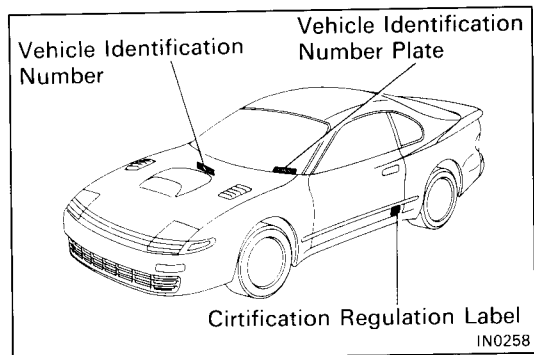 Vehicle Identification
Number
Vehicle Identification
Number Plate
Cirtification Regulation Label
IN0258